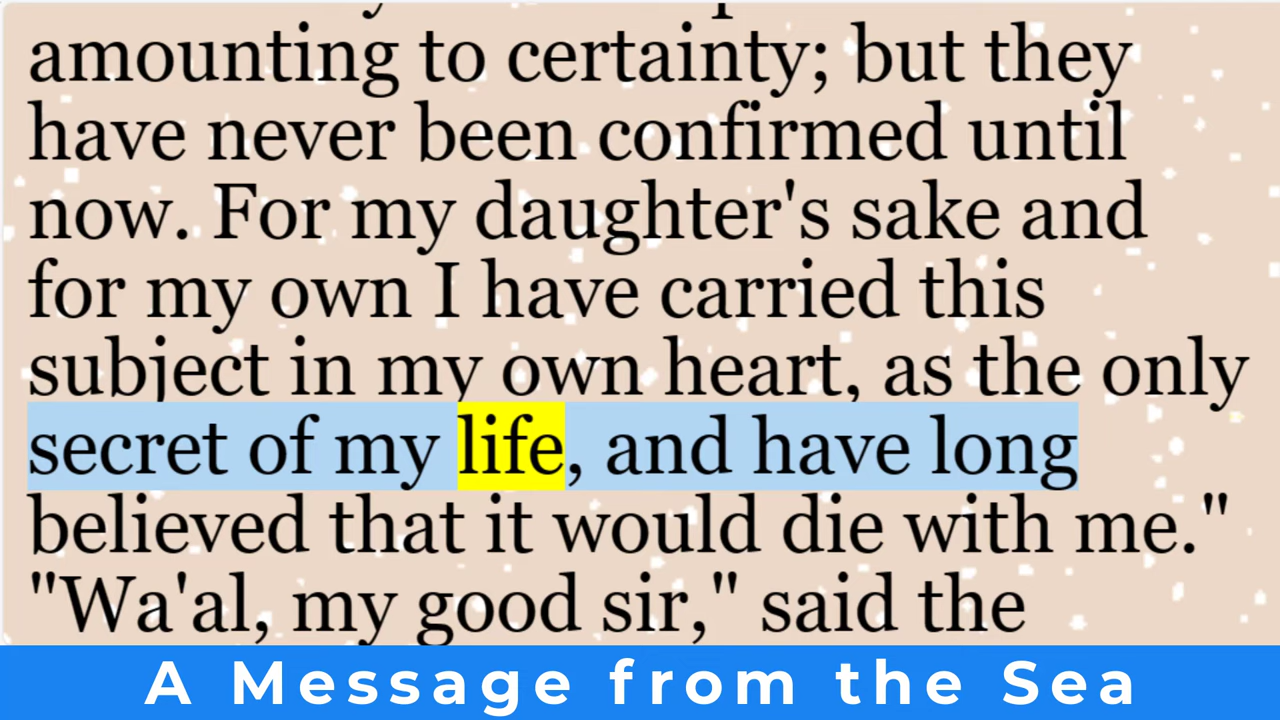 amounting to certainty; but they
have never been confirmed until
now. For my daughter's sake and
for my own I have carried this
subject in my own heart, as the only
secret of my life, and have long
believed that it would die with me."
"Wa'al, my good sir," said the
A Message from the Sea